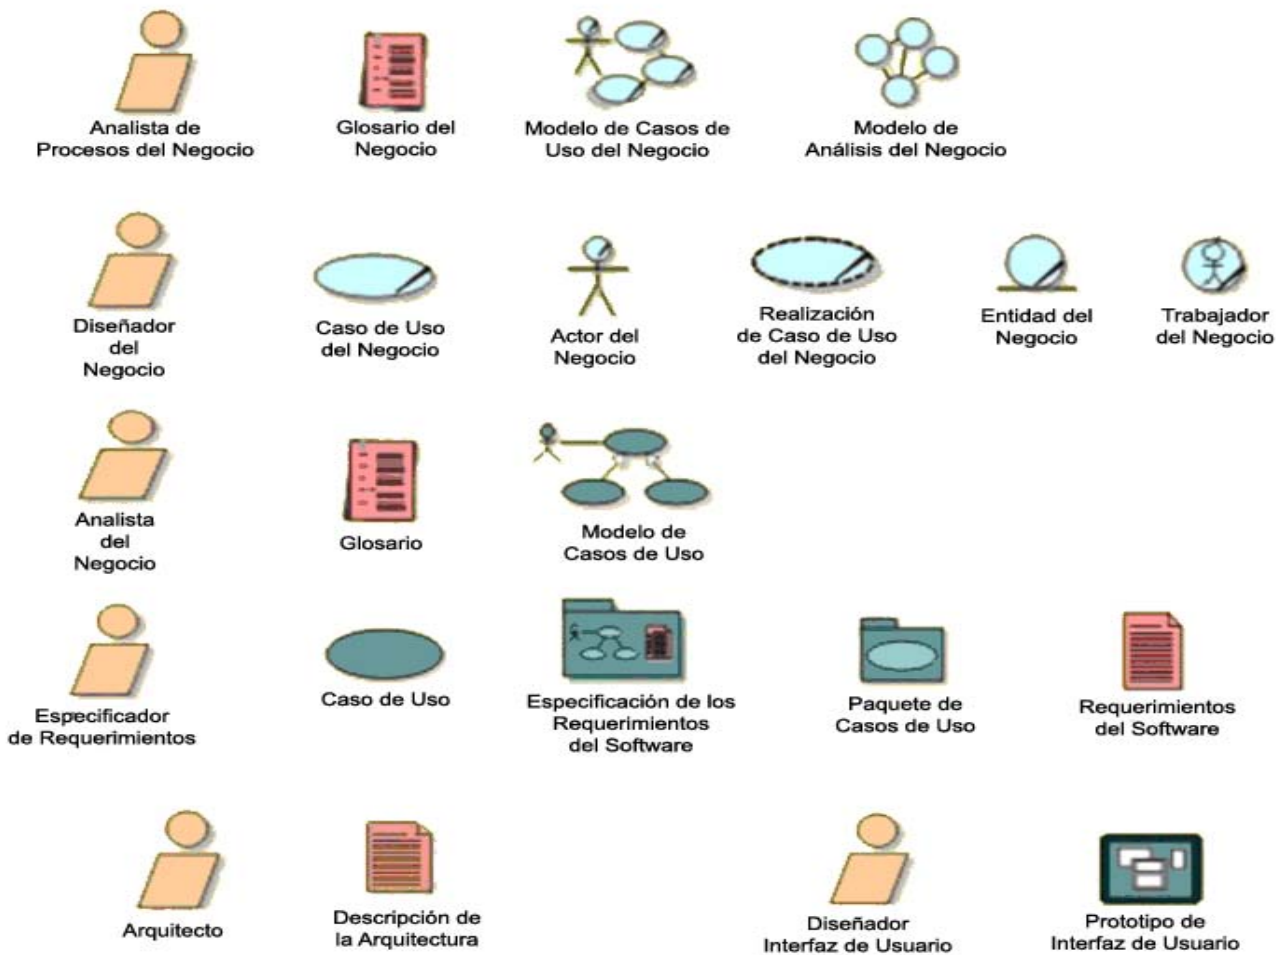 Analista de
Procesos del Negocio
Glosario del
Negocio
Modelo de Casos de
Uso del Negocio
Modelo de
Análisis del Negocio
Diseñador
del
Negocio
Caso de Uso
del Negocio
Actor del
Negocio
Realización
de Caso de Uso
del Negocio
Entidad del
Negocio
Trabajador
del Negocio
Analista
del
Negocio
Glosario
Modelo de
Casos de Uso
Especificador
de Requerimientos
Caso de Uso
Especificación de los
Requerimientos
del Software
Paquete de
Casos de Uso
Requerimientos
del Software
Arquitecto
Descripción de
la Arquitectura
Diseñador
Interfaz de Usuario
Prototipo de
Interfaz de Usuario